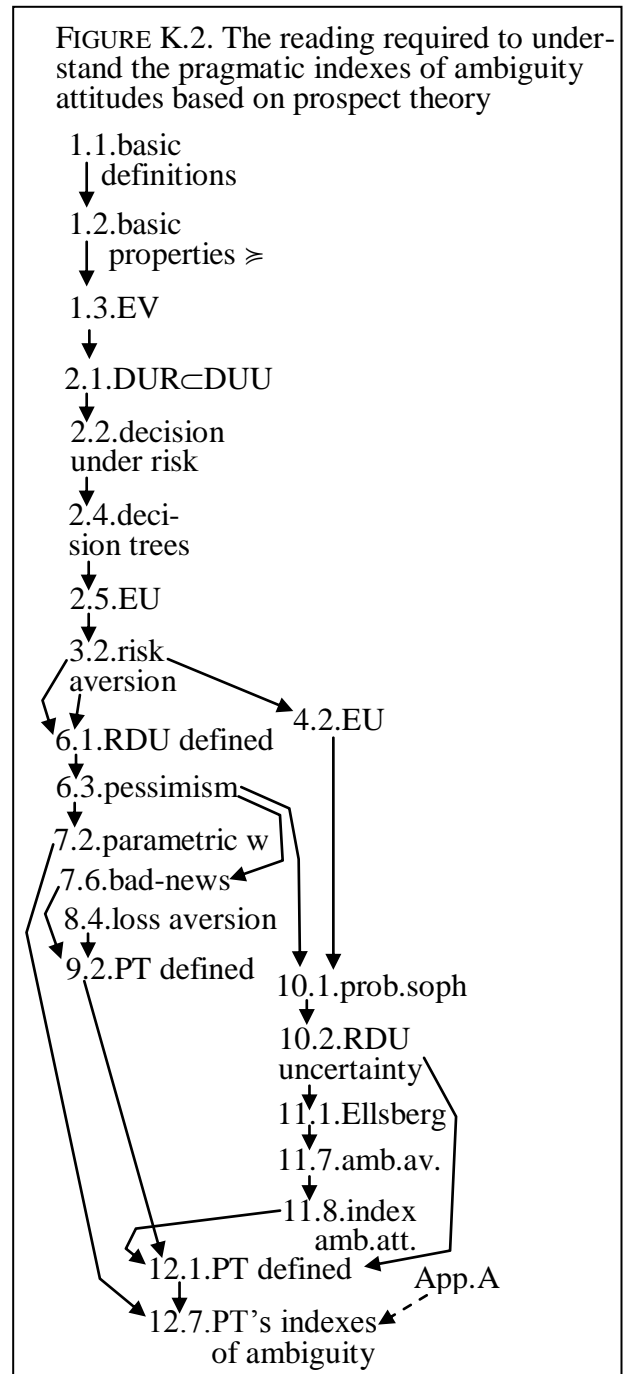 FIGURE K.2. The reading required to under-
stand the pragmatic indexes of ambiguity
attitudes based on prospect theory
1.1.basic
definitions
1.2.basic
properties ≽
1.3.EV
2.1.DUR⊂DUU
2.2.decision
under risk
2.4.deci-
sion trees
2.5.EU
3.2.risk
aversion
4.2.EU
6.1.RDU defined
6.3.pessimism
7.2.parametric w
7.6.bad-news
8.4.loss aversion
9.2.PT defined
10.1.prob.soph
10.2.RDU
uncertainty
11.1.Ellsberg
11.7.amb.av.
11.8.index
amb.att.
12.1.PT defined
App.A
12.7.PT’s indexes
of ambiguity